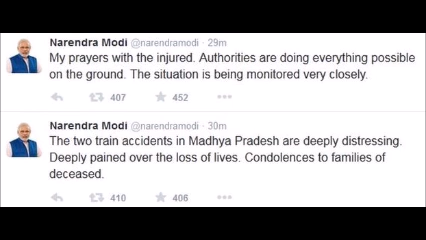 Narendra Modi @narendramodi · 29m
My prayers with the injured. Authorities are doing everything possible
on the ground. The situation is being monitored very closely.
407 452
Narendra Modi @narendramodi · 30m
The two train accidents in Madhya Pradesh are deeply distressing.
Deeply pained over the loss of lives. Condolences to families of
deceased.
410 406